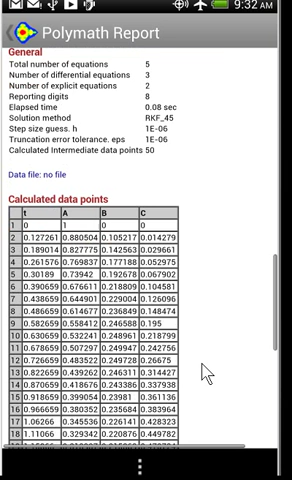 9:32 AM
Polymath Report
General
Total number of equations 5
Number of differential equations 3
Number of explicit equations 2
Reporting digits 8
Elapsed time 0.08 sec
Solution method RKF_45
Step size guess. h 1E-06
Truncation error tolerance. eps 1E-06
Calculated Intermediate data points 50
Data file: no file
Calculated data points
t A B C
1 0 1 0 0
2 0.127261 0.880504 0.105217 0.014279
3 0.189014 0.827775 0.142563 0.029661
4 0.261576 0.769837 0.177188 0.052975
5 0.30189 0.73942 0.192678 0.067902
6 0.390659 0.676611 0.218809 0.104581
7 0.438659 0.644901 0.229004 0.126096
8 0.486659 0.614677 0.236849 0.148474
9 0.582659 0.558412 0.246588 0.195
10 0.630659 0.532241 0.248961 0.218799
11 0.678659 0.507297 0.249947 0.242756
12 0.726659 0.483522 0.249728 0.26675
13 0.822659 0.439262 0.246311 0.314427
14 0.870659 0.418676 0.243386 0.337938
15 0.918659 0.399054 0.23981 0.361136
16 0.966659 0.380352 0.235684 0.383964
17 1.06266 0.345536 0.226141 0.428323
18 1.11066 0.329342 0.220876 0.449782